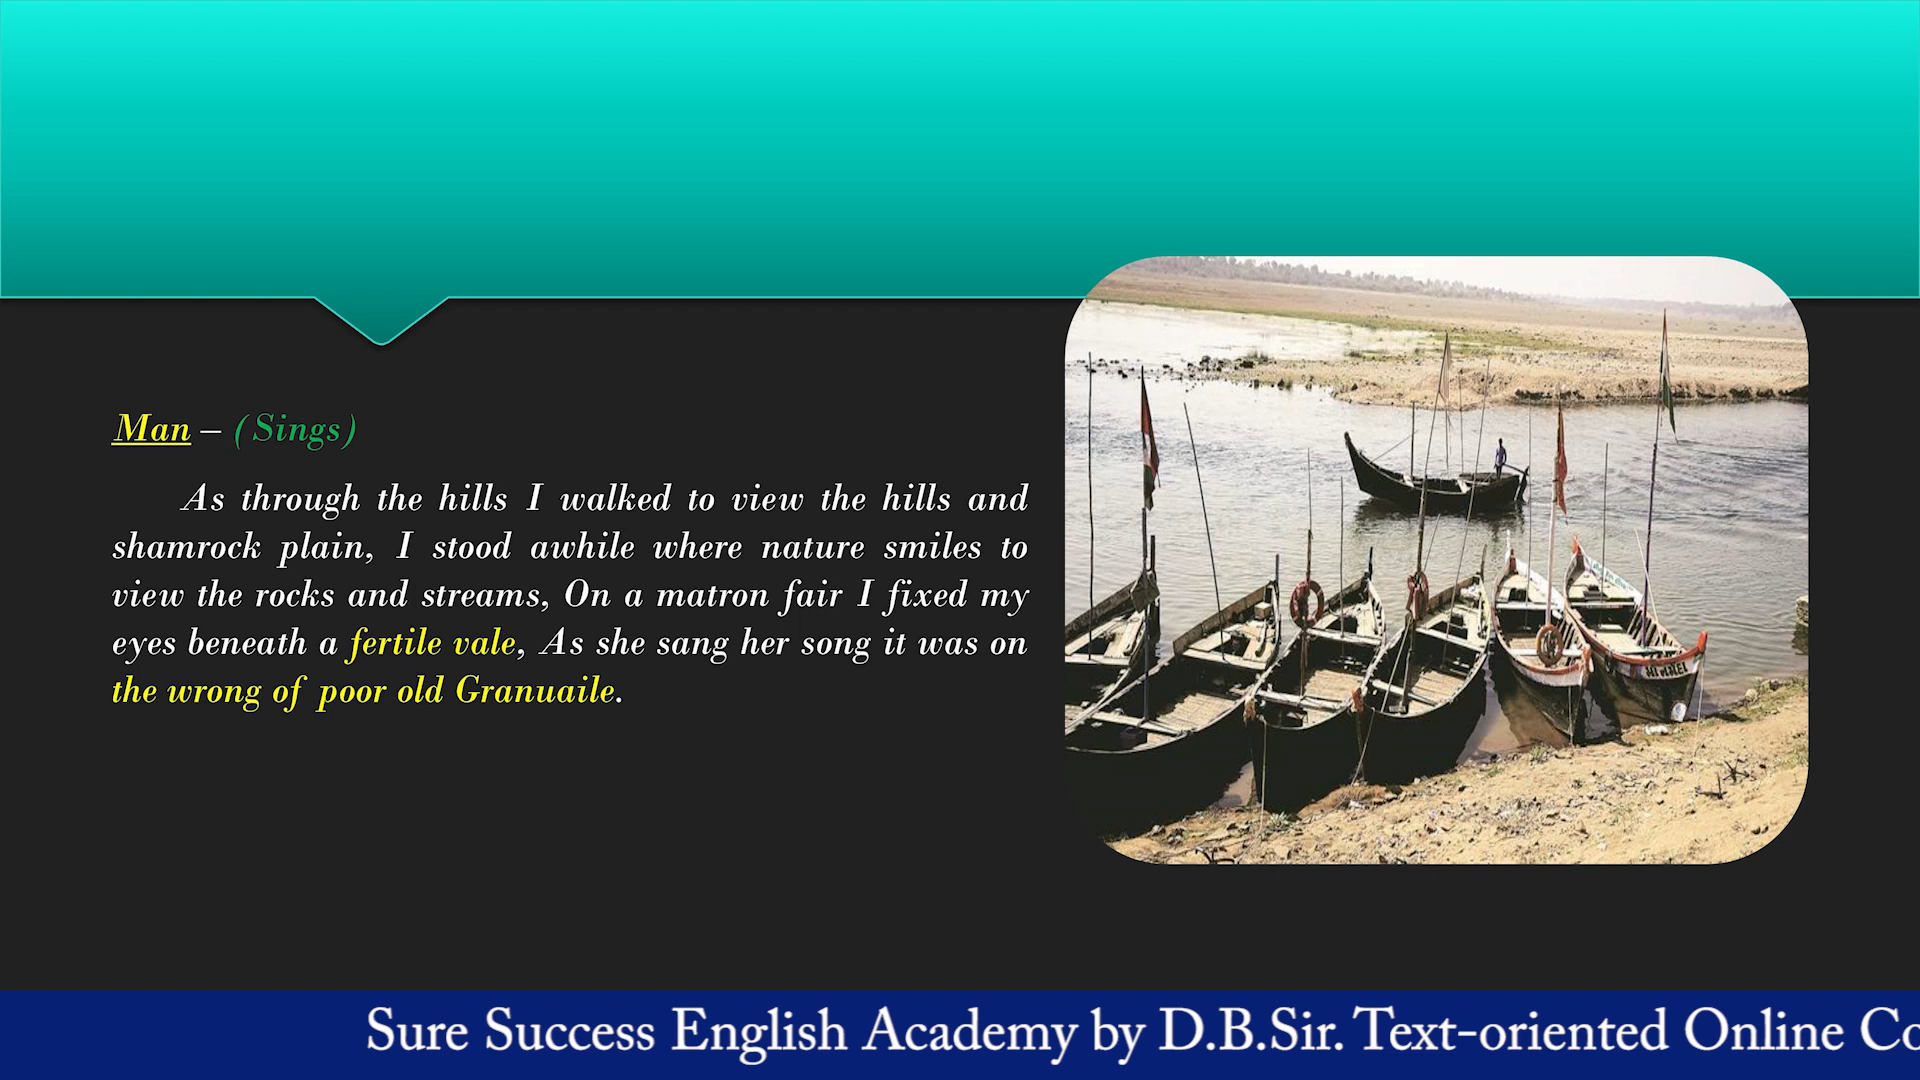 Man – (Sings)
As through the hills I walked to view the hills and
shamrock plain, I stood awhile where nature smiles to
view the rocks and streams, On a matron fair I fixed my
eyes beneath a fertile vale, As she sang her song it was on
the wrong of poor old Granuaile.
Sure Success English Academy by D.B.Sir. Text-oriented Online Co